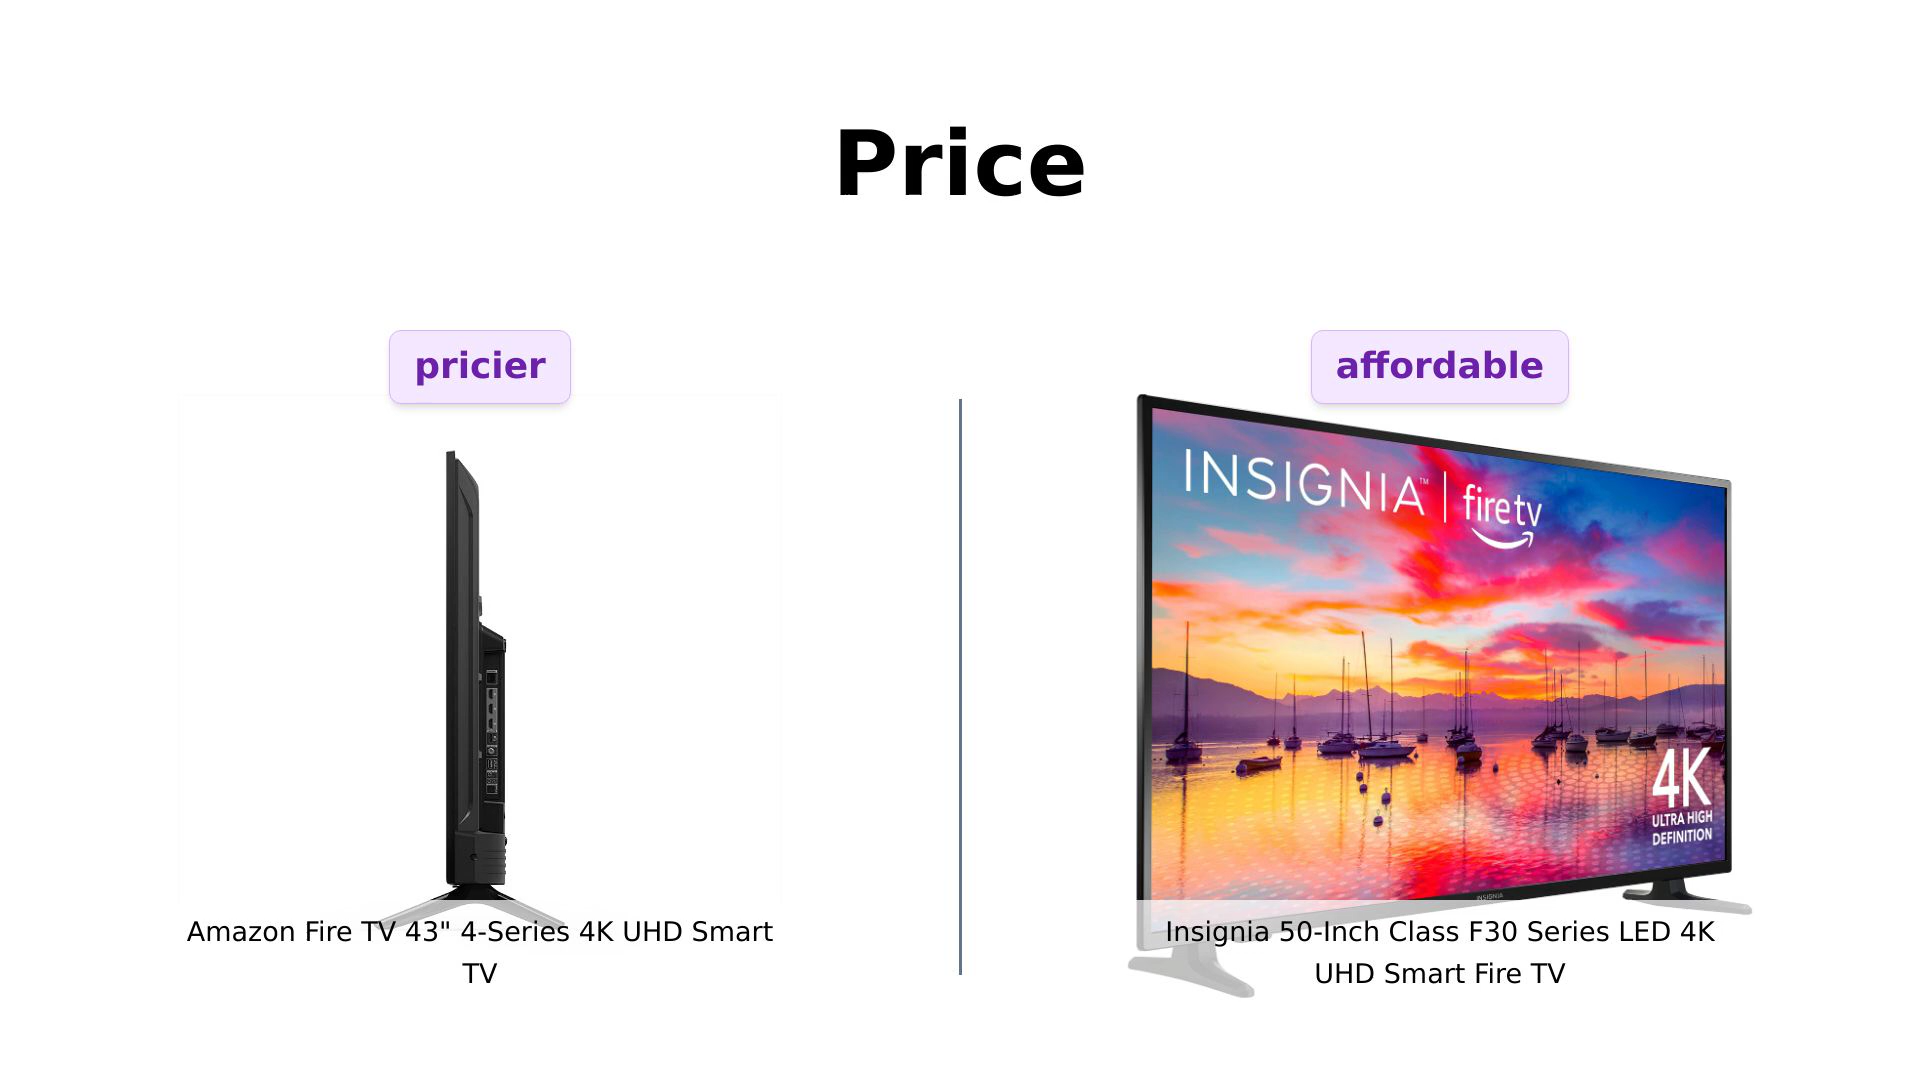 Price
pricier
affordable
INSIGNIA™ | fire tv
4K
ULTRA HIGH
DEFINITION
INSIGNIA
Amazon Fire TV 43" 4-Series 4K UHD Smart
TV
Insignia 50-Inch Class F30 Series LED 4K
UHD Smart Fire TV